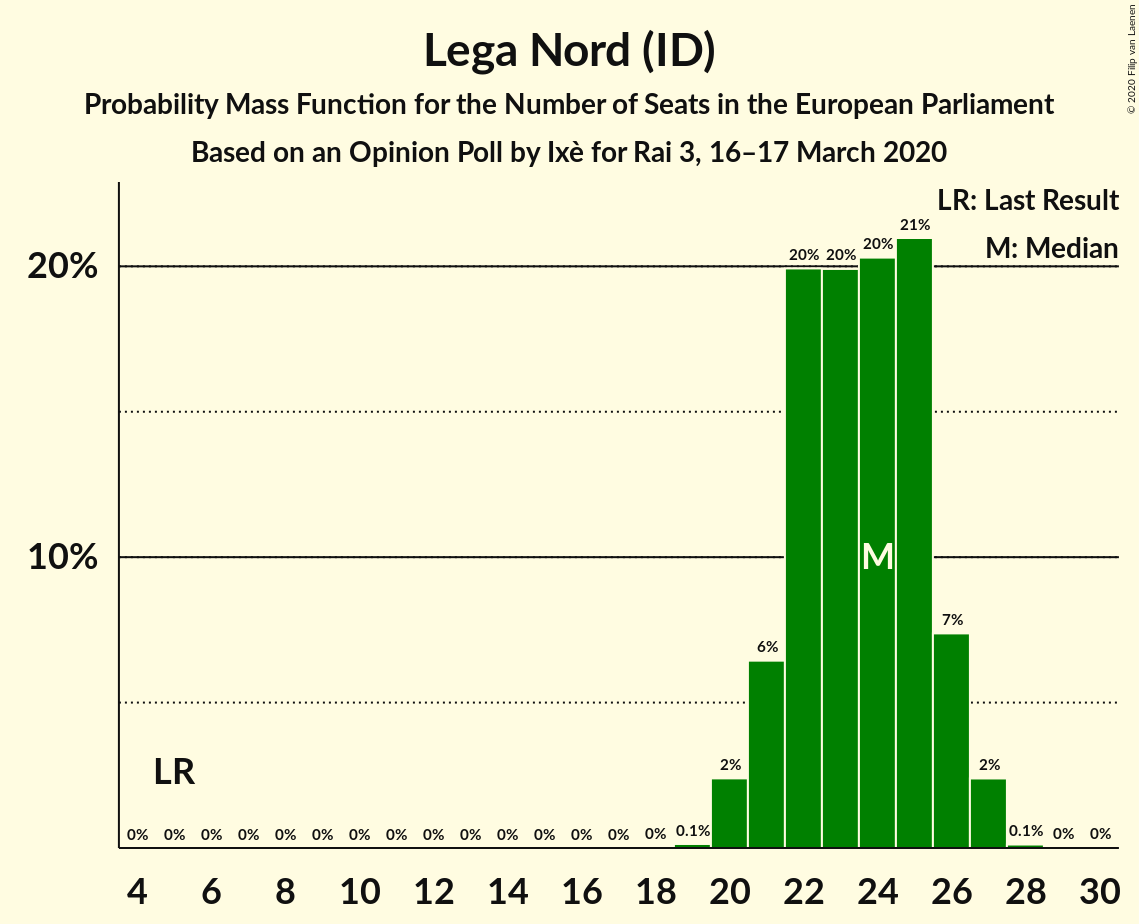 Lega Nord (ID)
Probability Mass Function for the Number of Seats in the European Parliament
Based on an Opinion Poll by Ixè for Rai 3, 16–17 March 2020
© 2020 Filip van Laenen
LR: Last Result
M: Median
20%
10%
20% 20% 20% 21%
M
6% 7%
LR
2% 2%
0% 0% 0% 0% 0% 0% 0% 0% 0% 0% 0% 0% 0% 0% 0% 0.1% 0.1% 0% 0%
4 6 8 10 12 14 16 18 20 22 24 26 28 30